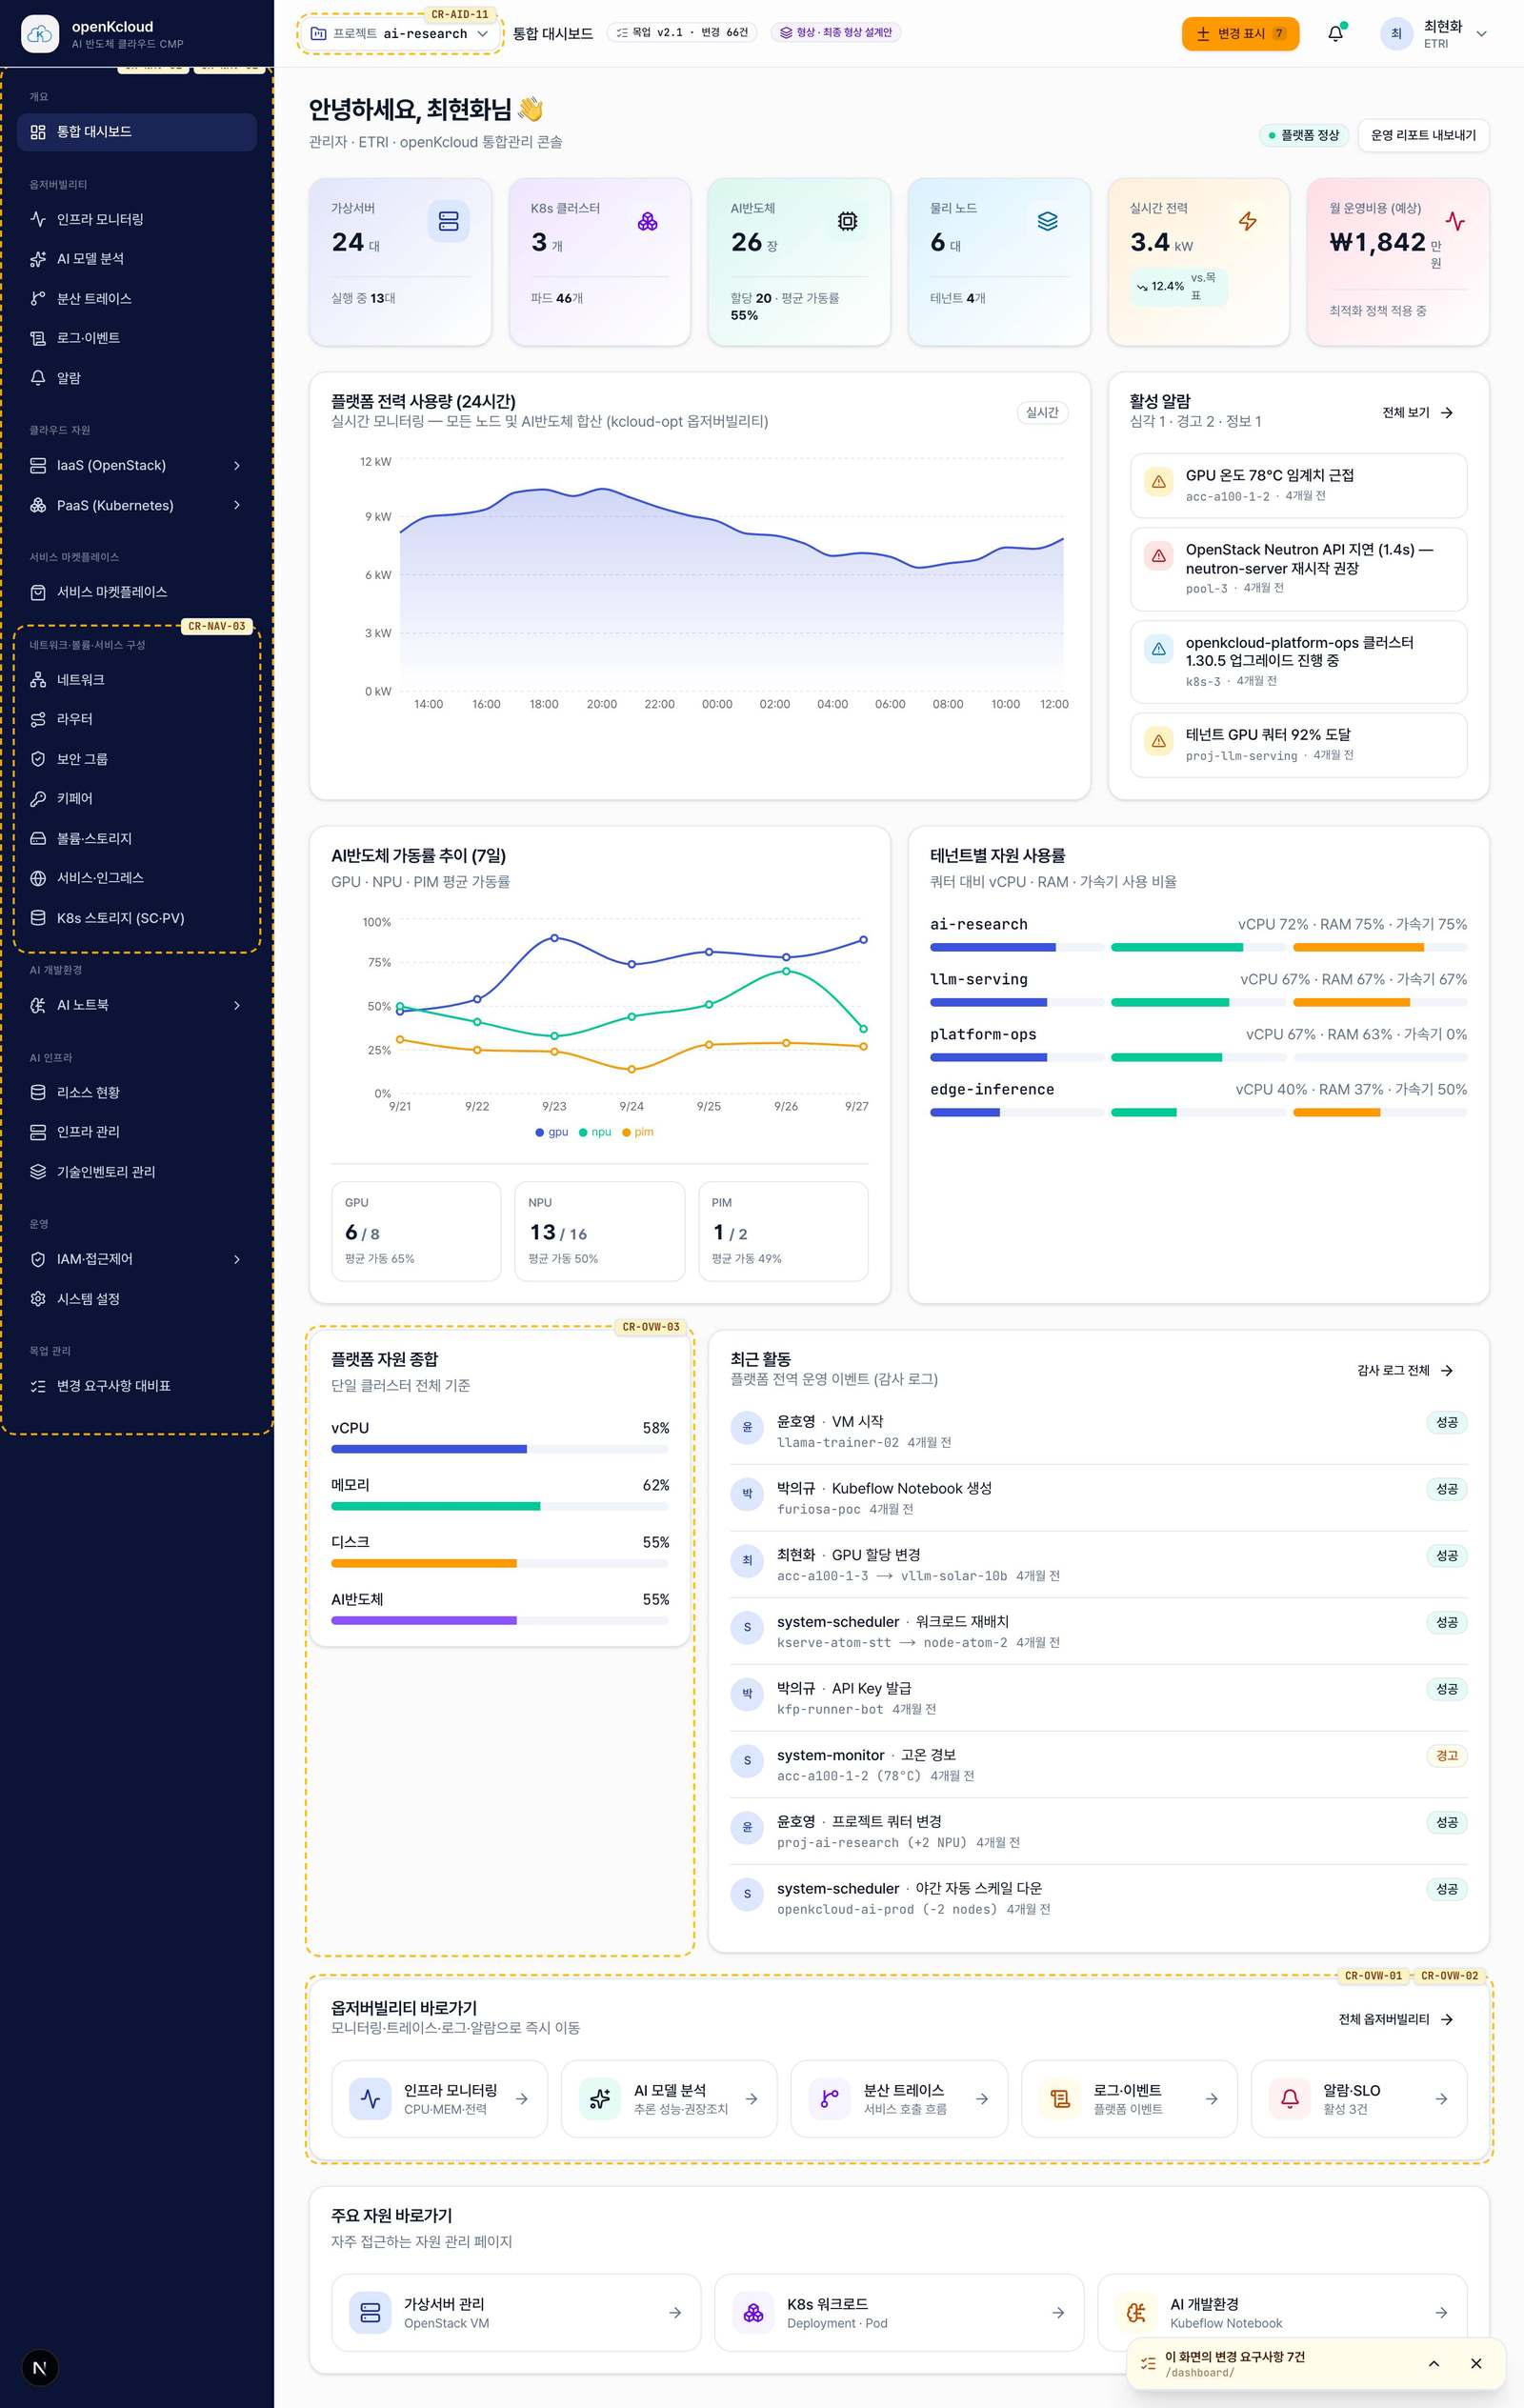 openKcloud
AI 반도체 클라우드 CMP
CR-AID-11
프로젝트 ai-research
통합 대시보드
목업 v2.1 · 변경 66건
형상·최종 형상 설계안
변경 표시 7
최
최현화
ETRI
개요
통합 대시보드
옵저버빌리티
인프라 모니터링
AI 모델 분석
분산 트레이스
로그·이벤트
알람
클라우드 자원
IaaS (OpenStack)
PaaS (Kubernetes)
서비스 마켓플레이스
서비스 마켓플레이스
CR-NAV-03
네트워크·볼륨·서비스 구성
네트워크
라우터
보안 그룹
키페어
볼륨·스토리지
서비스·인그레스
K8s 스토리지 (SC·PV)
AI 개발환경
AI 노트북
AI 인프라
리소스 현황
인프라 관리
기술인벤토리 관리
운영
IAM·접근제어
시스템 설정
목업 관리
변경 요구사항 대비표
N
안녕하세요, 최현화님 👋
관리자 · ETRI · openKcloud 통합관리 콘솔
플랫폼 정상
운영 리포트 내보내기
가상서버
24 대
실행 중 13대
K8s 클러스터
3 개
파드 46개
AI반도체
26 장
할당 20 · 평균 가동률
55%
물리 노드
6 대
테넌트 4개
실시간 전력
3.4 kW
12.4% vs.목
표
월 운영비용 (예상)
₩1,842 만
원
최적화 정책 적용 중
플랫폼 전력 사용량 (24시간)
실시간 모니터링 — 모든 노드 및 AI반도체 합산 (kcloud-opt 옵저버빌리티)
실시간
12 kW
9 kW
6 kW
3 kW
0 kW
14:00 16:00 18:00 20:00 22:00 00:00 02:00 04:00 06:00 08:00 10:00 12:00
활성 알람
심각 1 · 경고 2 · 정보 1
전체 보기
GPU 온도 78°C 임계치 근접
acc-a100-1-2 · 4개월 전
OpenStack Neutron API 지연 (1.4s) —
neutron-server 재시작 권장
pool-3 · 4개월 전
openkcloud-platform-ops 클러스터
1.30.5 업그레이드 진행 중
k8s-3 · 4개월 전
테넌트 GPU 쿼터 92% 도달
proj-llm-serving · 4개월 전
AI반도체 가동률 추이 (7일)
GPU · NPU · PIM 평균 가동률
100%
75%
50%
25%
0%
9/21 9/22 9/23 9/24 9/25 9/26 9/27
gpu npu pim
GPU
6 / 8
평균 가동 65%
NPU
13 / 16
평균 가동 50%
PIM
1 / 2
평균 가동 49%
테넌트별 자원 사용률
쿼터 대비 vCPU · RAM · 가속기 사용 비율
ai-research vCPU 72% · RAM 75% · 가속기 75%
llm-serving vCPU 67% · RAM 67% · 가속기 67%
platform-ops vCPU 67% · RAM 63% · 가속기 0%
edge-inference vCPU 40% · RAM 37% · 가속기 50%
CR-OVW-03
플랫폼 자원 종합
단일 클러스터 전체 기준
vCPU 58%
메모리 62%
디스크 55%
AI반도체 55%
최근 활동
플랫폼 전역 운영 이벤트 (감사 로그)
감사 로그 전체
윤
윤호영 · VM 시작
llama-trainer-02 4개월 전
성공
박
박의규 · Kubeflow Notebook 생성
furiosa-poc 4개월 전
성공
최
최현화 · GPU 할당 변경
acc-a100-1-3 → vllm-solar-10b 4개월 전
성공
S
system-scheduler · 워크로드 재배치
kserve-atom-stt → node-atom-2 4개월 전
성공
박
박의규 · API Key 발급
kfp-runner-bot 4개월 전
성공
S
system-monitor · 고온 경보
acc-a100-1-2 (78°C) 4개월 전
경고
윤
윤호영 · 프로젝트 쿼터 변경
proj-ai-research (+2 NPU) 4개월 전
성공
S
system-scheduler · 야간 자동 스케일 다운
openkcloud-ai-prod (-2 nodes) 4개월 전
성공
CR-OVW-01 CR-OVW-02
옵저버빌리티 바로가기
모니터링·트레이스·로그·알람으로 즉시 이동
전체 옵저버빌리티
인프라 모니터링
CPU·MEM·전력
AI 모델 분석
추론 성능·권장조치
분산 트레이스
서비스 호출 흐름
로그·이벤트
플랫폼 이벤트
알람·SLO
활성 3건
주요 자원 바로가기
자주 접근하는 자원 관리 페이지
가상서버 관리
OpenStack VM
K8s 워크로드
Deployment · Pod
AI 개발환경
Kubeflow Notebook
이 화면의 변경 요구사항 7건
/dashboard/